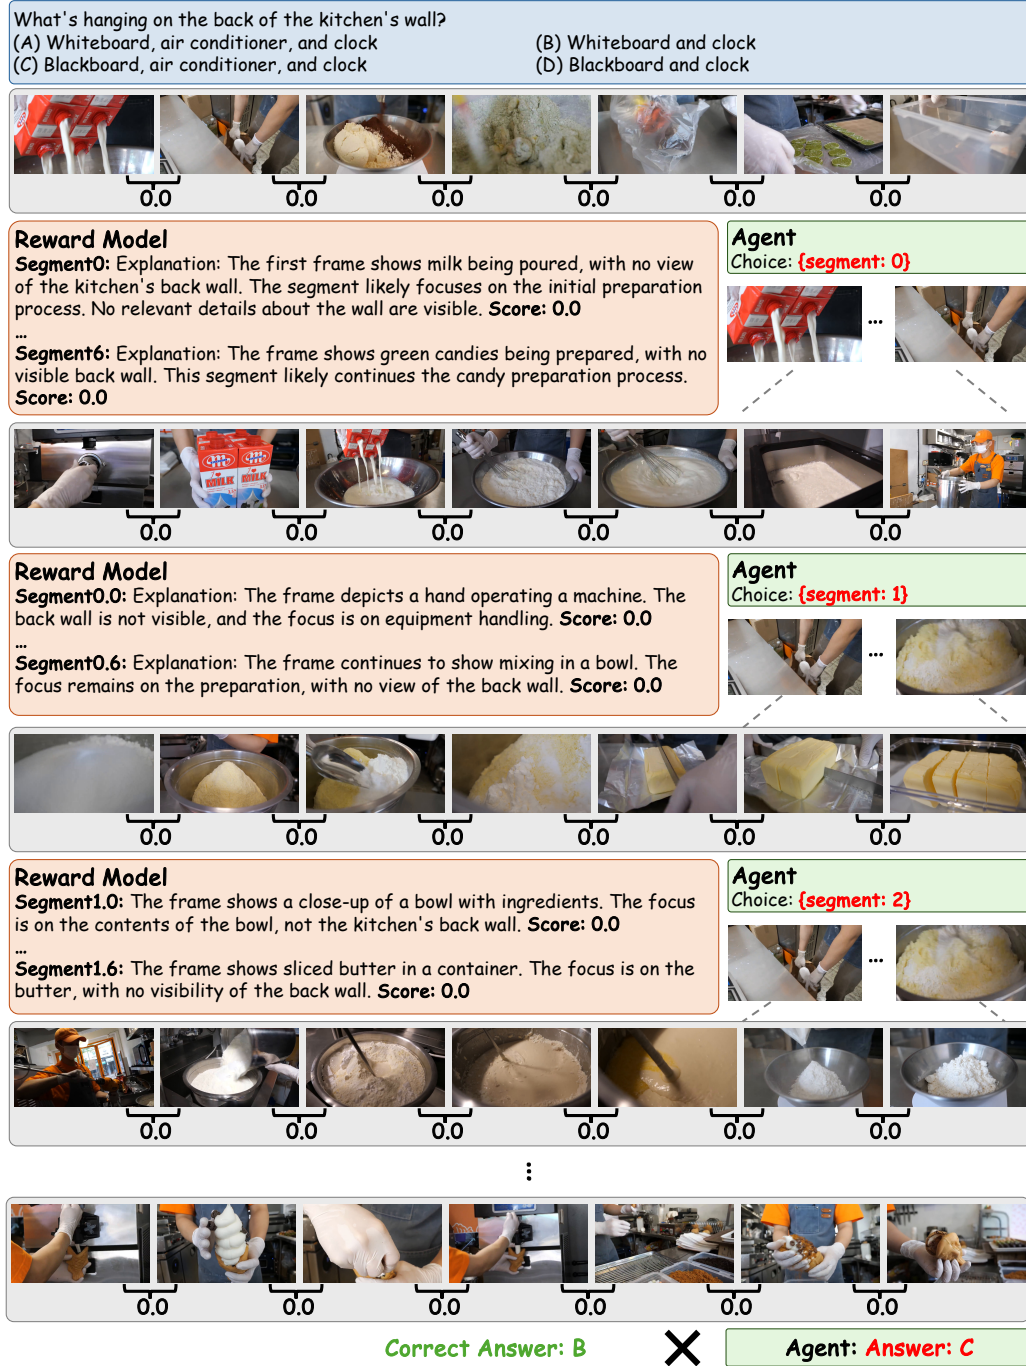 What's hanging on the back of the kitchen's wall?
(A) Whiteboard, air conditioner, and clock
(B) Whiteboard and clock
(C) Blackboard, air conditioner, and clock
(D) Blackboard and clock
0.0 0.0 0.0 0.0 0.0 0.0
Reward Model
Segment0: Explanation: The first frame shows milk being poured, with no view
of the kitchen's back wall. The segment likely focuses on the initial preparation
process. No relevant details about the wall are visible. Score: 0.0
...
Segment6: Explanation: The frame shows green candies being prepared, with no
visible back wall. This segment likely continues the candy preparation process.
Score: 0.0
Agent
Choice: {segment: 0}
...
MILK MILK
0.0 0.0 0.0 0.0 0.0 0.0
Reward Model
Segment0.0: Explanation: The frame depicts a hand operating a machine. The
back wall is not visible, and the focus is on equipment handling. Score: 0.0
...
Segment0.6: Explanation: The frame continues to show mixing in a bowl. The
focus remains on the preparation, with no view of the back wall. Score: 0.0
Agent
Choice: {segment: 1}
...
0.0 0.0 0.0 0.0 0.0 0.0
Reward Model
Segment1.0: The frame shows a close-up of a bowl with ingredients. The focus
is on the contents of the bowl, not the kitchen's back wall. Score: 0.0
...
Segment1.6: The frame shows sliced butter in a container. The focus is on the
butter, with no visibility of the back wall. Score: 0.0
Agent
Choice: {segment: 2}
...
0.0 0.0 0.0 0.0 0.0 0.0
0.0 0.0 0.0 0.0 0.0 0.0
Correct Answer: B
Agent: Answer: C